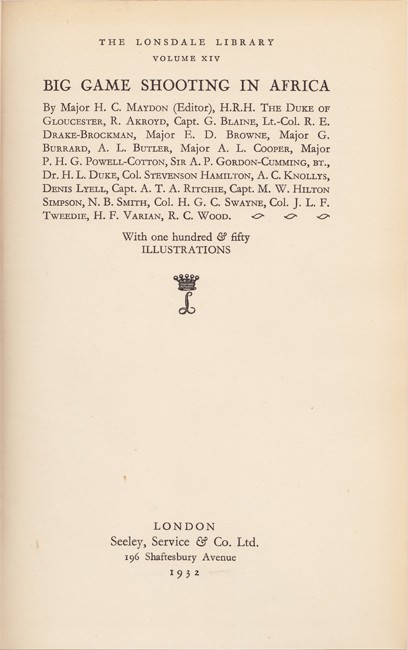 THE LONSDALE LIBRARY
VOLUME XIV
BIG GAME SHOOTING IN AFRICA
By Major H. C. MAYDON (Editor), H.R.H. THE DUKE OF
GLOUCESTER, R. AKROYD, Capt. G. BLAINE, Lt.-Col. R. E.
DRAKE-BROCKMAN, Major E. D. BROWNE, Major G.
BURRARD, A. L. BUTLER, Major A. L. COOPER, Major
P. H. G. POWELL-COTTON, SIR A. P. GORDON-CUMMING, BT.,
Dr. H. L. DUKE, Col. STEVENSON HAMILTON, A. C. KNOLLYS,
DENIS LYELL, Capt. A. T. A. RITCHIE, Capt. M. W. HILTON
SIMPSON, N. B. SMITH, Col. H. G. C. SWAYNE, Col. J. L. F.
TWEEDIE, H. F. VARIAN, R. C. WOOD.
With one hundred & fifty
ILLUSTRATIONS
L
LONDON
Seeley, Service & Co. Ltd.
196 Shaftesbury Avenue
1932